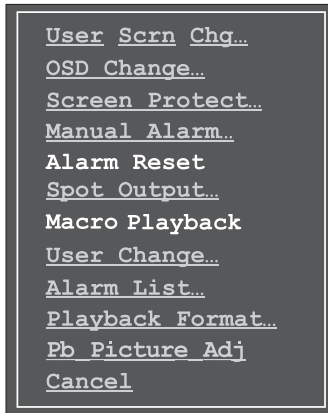 User Scrn Chg…
OSD Change…
Screen Protect…
Manual Alarm…
Alarm Reset
Spot Output…
Macro Playback
User Change…
Alarm List…
Playback Format…
Pb Picture Adj
Cancel